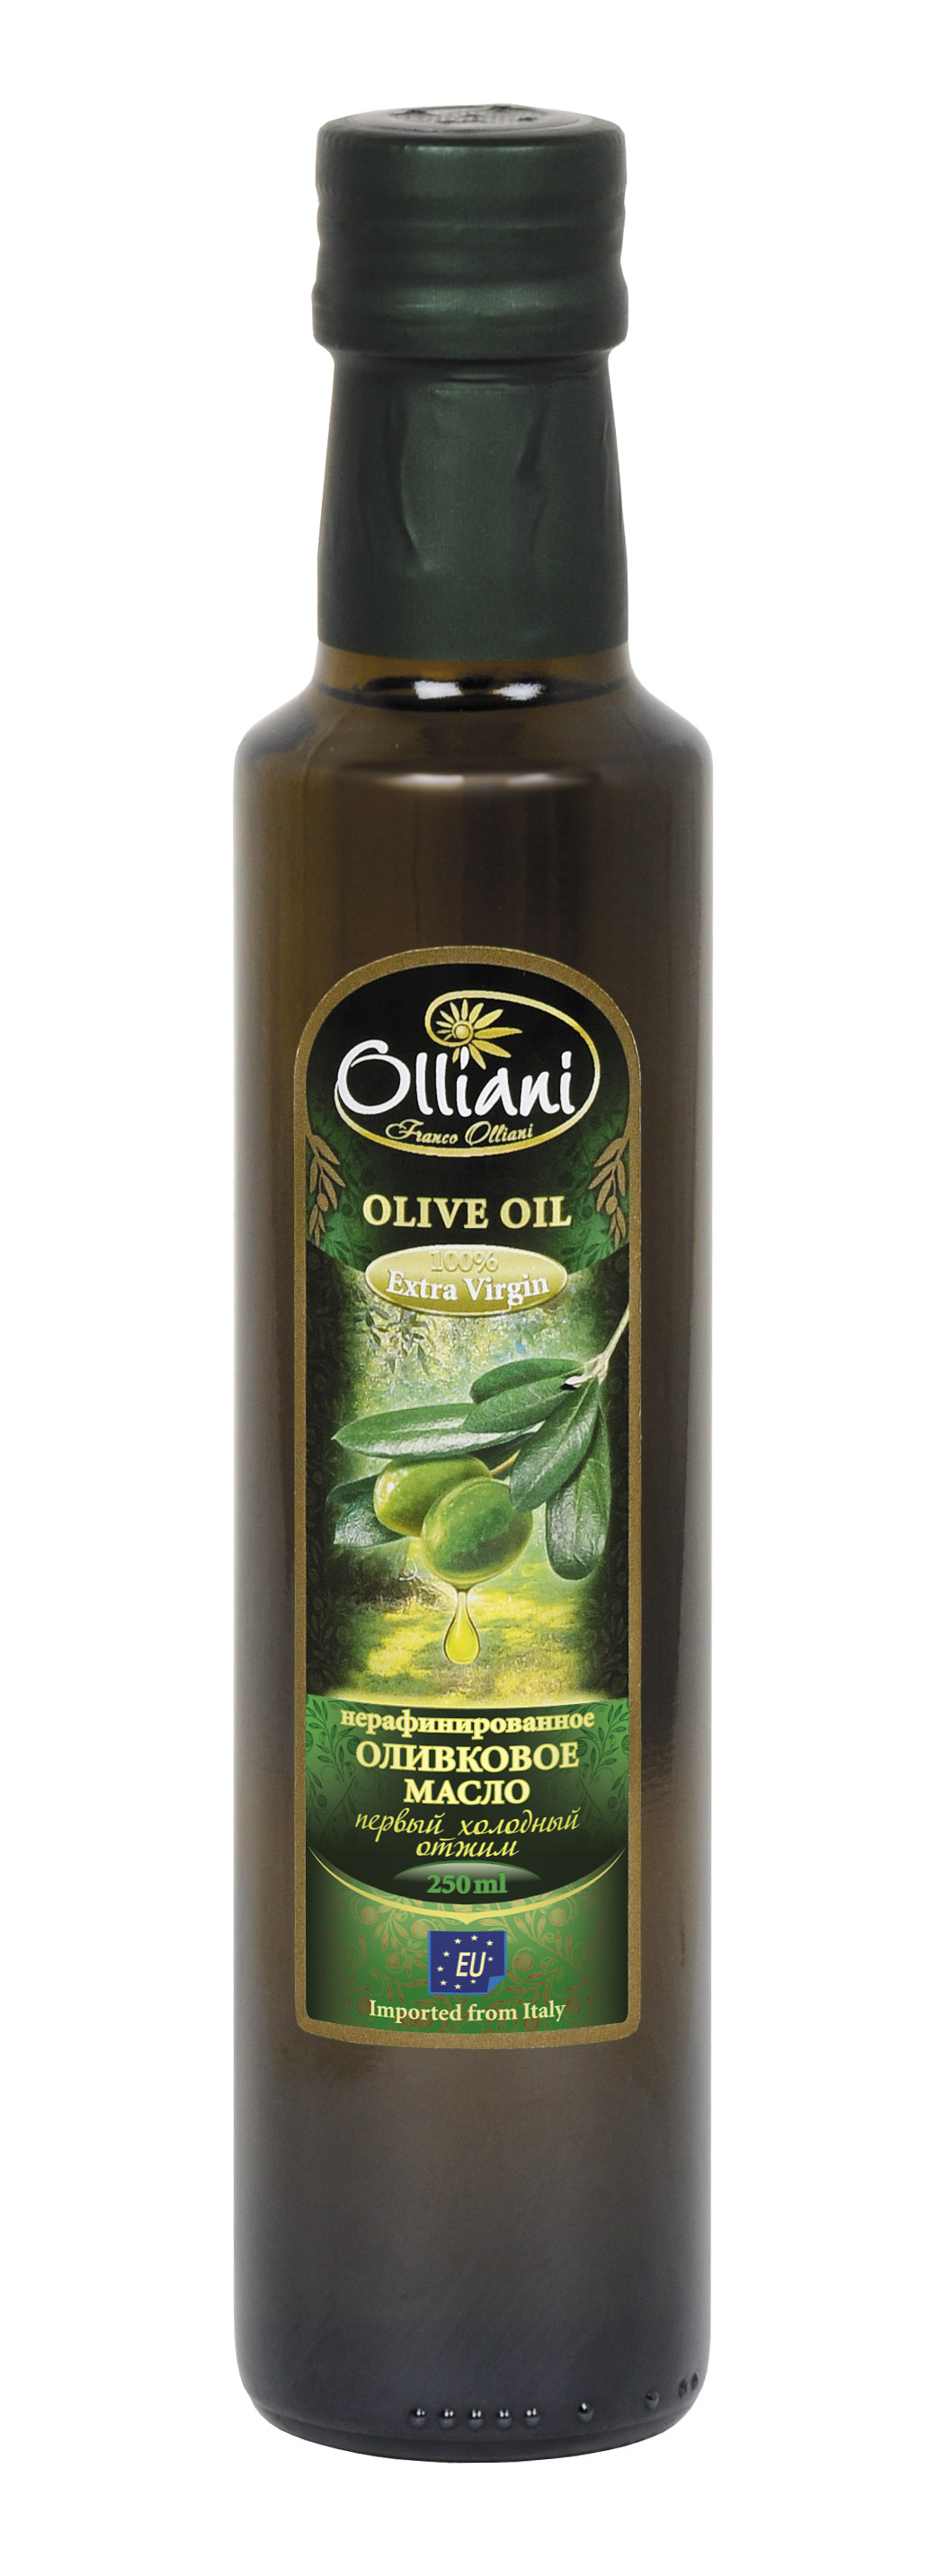 Olliani
Franco Olliani
OLIVE OIL
100%
Extra Virgin
нерафинированное
ОЛИВКОВОЕ
МАСЛО
первый холодный
отжим
250 ml
EU
Imported from Italy